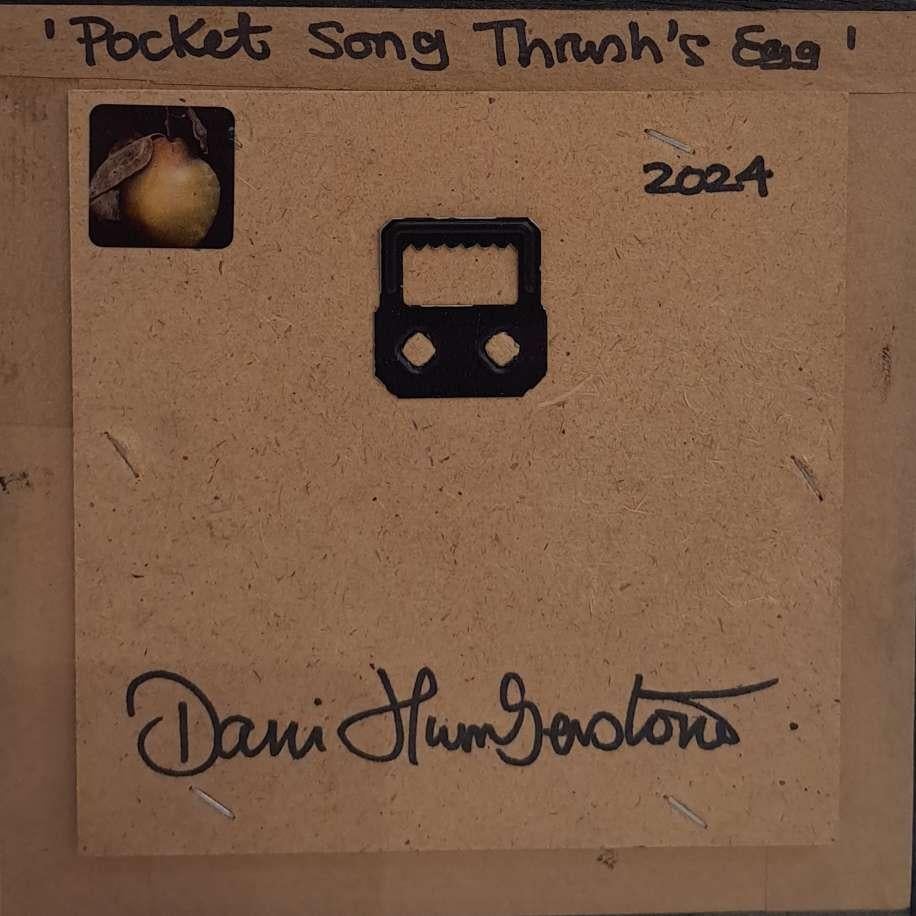 'Pocket Song Thrush's Egg'
2024
Dani Humberstone